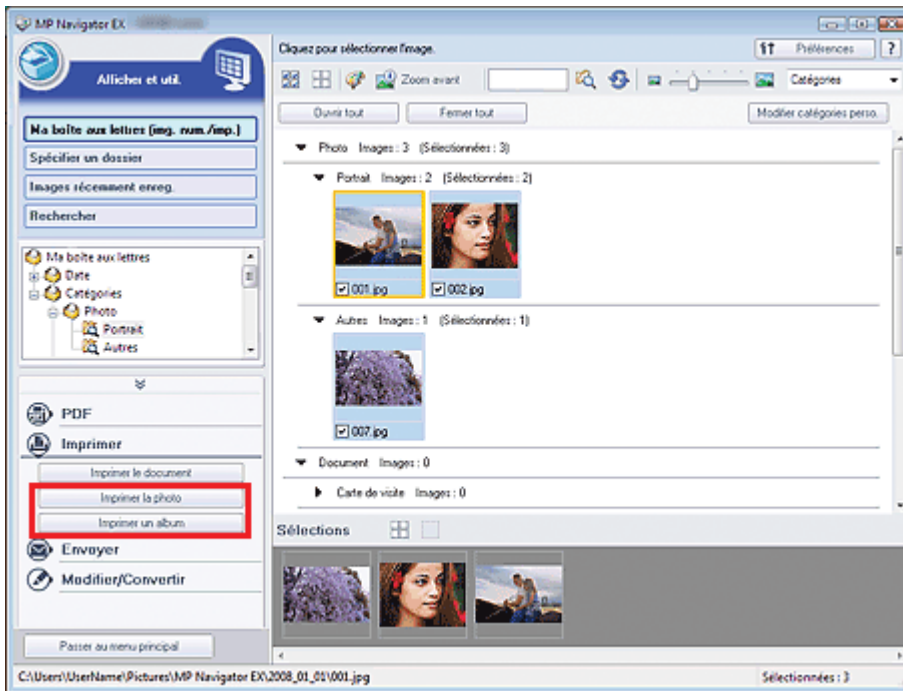 MP Navigator EX
Afficher et util.
Ma boîte aux lettres (img. num./imp.)
Spécifier un dossier
Images récemment enreg.
Rechercher
Ma boîte aux lettres
Date
Catégories
Photo
Portrait
Autres
PDF
Imprimer
Imprimer le document
Imprimer la photo
Imprimer un album
Envoyer
Modifier/Convertir
Passer au menu principal
Cliquez pour sélectionner l'image.
Préférences
?
Zoom avant
Catégories
Ouvrir tout
Fermer tout
Modifier catégories perso.
Photo Images : 3 (Sélectionnées : 3)
Portrait Images : 2 (Sélectionnées : 2)
001.jpg
002.jpg
Autres Images : 1 (Sélectionnées : 1)
007.jpg
Document Images : 0
Carte de visite Images : 0
Sélections
C:\Users\UserName\Pictures\MP Navigator EX\2008_01_01\001.jpg
Sélectionnées : 3